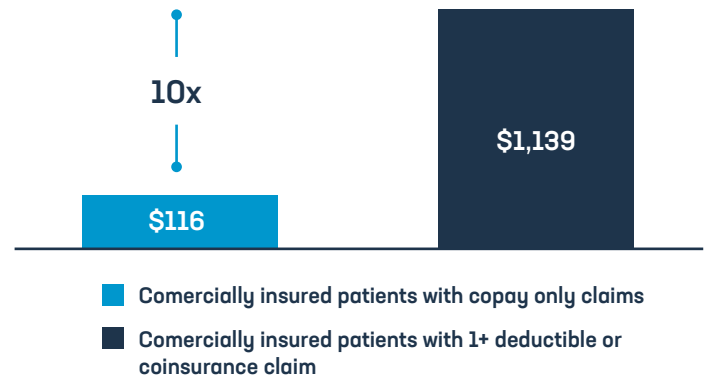 10x
$1,139
$116
Comercially insured patients with copay only claims
Comercially insured patients with 1+ deductible or
coinsurance claim